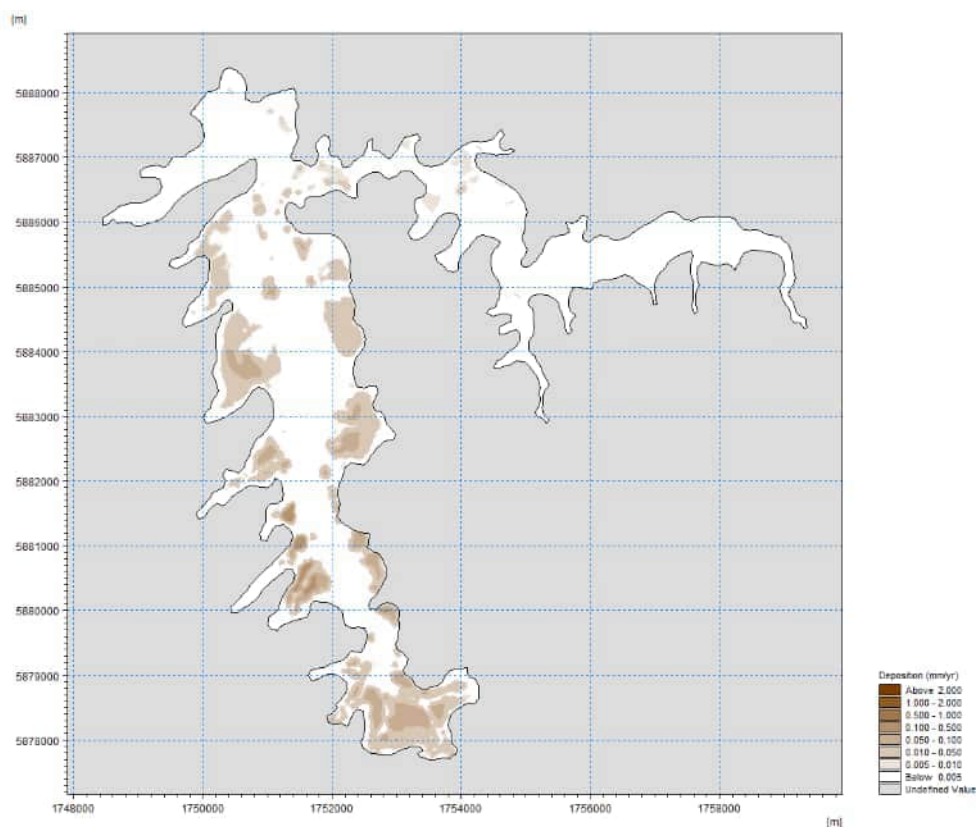 [m]
5888000
5887000
5886000
5885000
5884000
5883000
5882000
5881000
5880000
5879000
5878000
1748000 1750000 1752000 1754000 1756000 1758000
[m]
Deposition (mm/yr)
Above 2.000
1.000 - 2.000
0.500 - 1.000
0.100 - 0.500
0.050 - 0.100
0.010 - 0.050
0.005 - 0.010
Below 0.005
Undefined Value